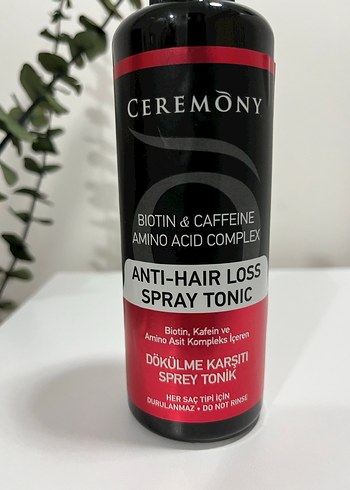 CEREMONY
BIOTIN & CAFFEINE
AMINO ACID COMPLEX
ANTI-HAIR LOSS
SPRAY TONIC
Biotin, Kafein ve
Amino Asit Kompleks İçeren
DÖKÜLME KARŞITI
SPREY TONİK
HER SAÇ TİPİ İÇİN
DURULANMAZ • DO NOT RINSE